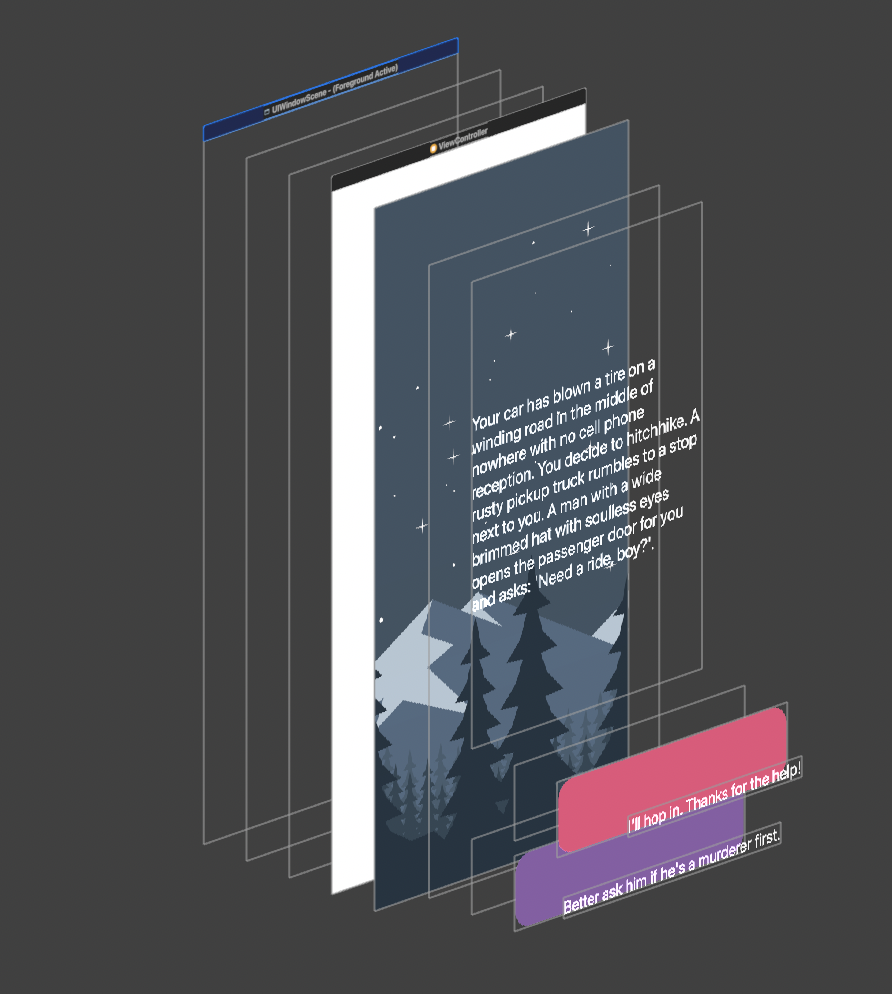 UIWindowScene - (Foreground Active)
ViewController
Your car has blown a tire on a
winding road in the middle of
nowhere with no cell phone
reception. You decide to hitchhike. A
rusty pickup truck rumbles to a stop
next to you. A man with a wide
brimmed hat with soulless eyes
opens the passenger door for you
and asks: 'Need a ride, boy?'.
I'll hop in. Thanks for the help!
Better ask him if he's a murderer first.